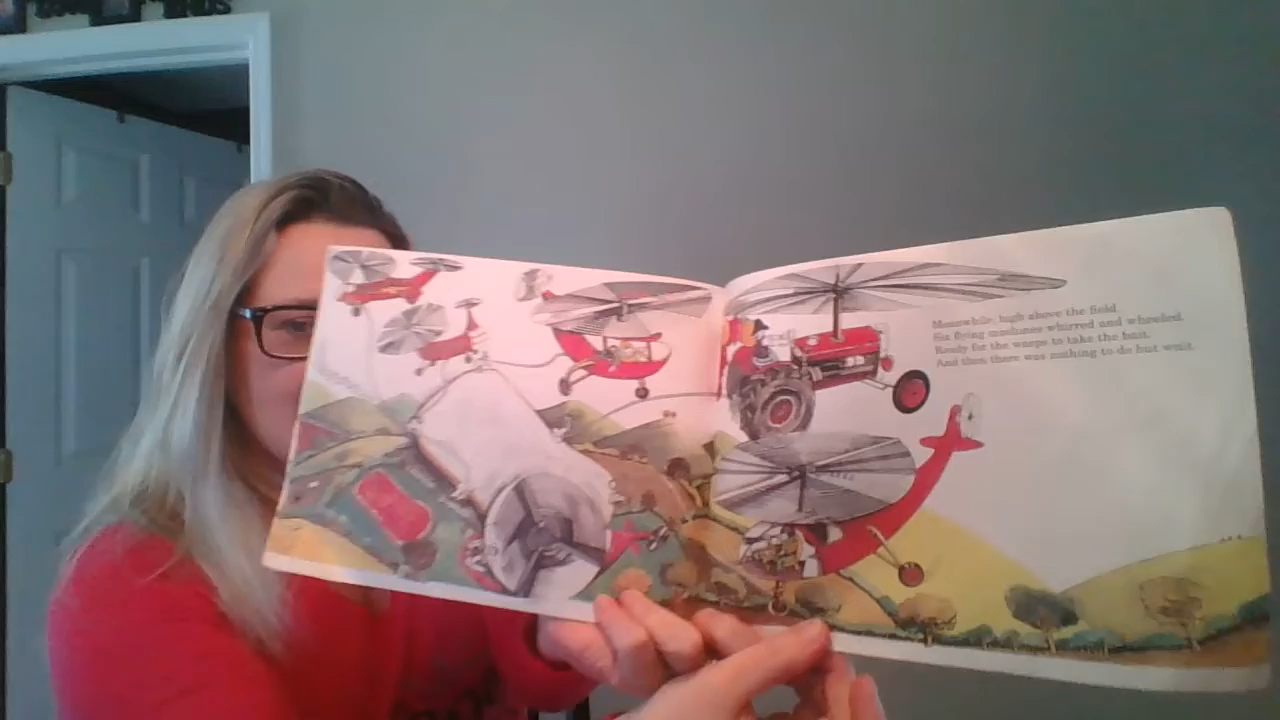 Meanwhile, high above the field
Six flying machines whirred and wheeled,
Ready for the wasps to take the bait.
And then there was nothing to do but wait.